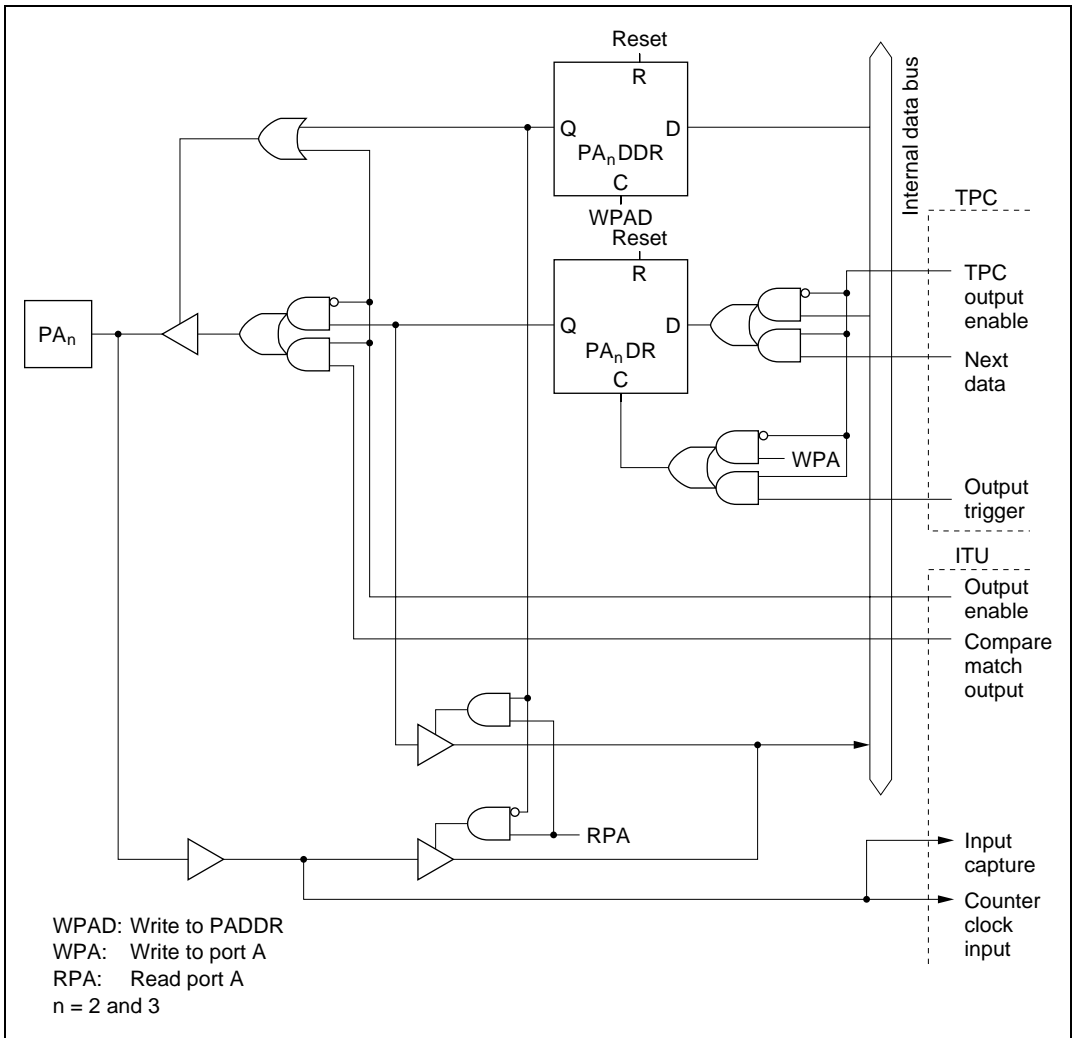 Reset
R
Q
D
PAnDDR
C
WPAD
Internal data bus
TPC
Reset
R
Q
D
PAnDR
C
PAn
TPC
output
enable
Next
data
WPA
Output
trigger
ITU
Output
enable
Compare
match
output
RPA
Input
capture
Counter
clock
input
WPAD: Write to PADDR
WPA: Write to port A
RPA: Read port A
n = 2 and 3